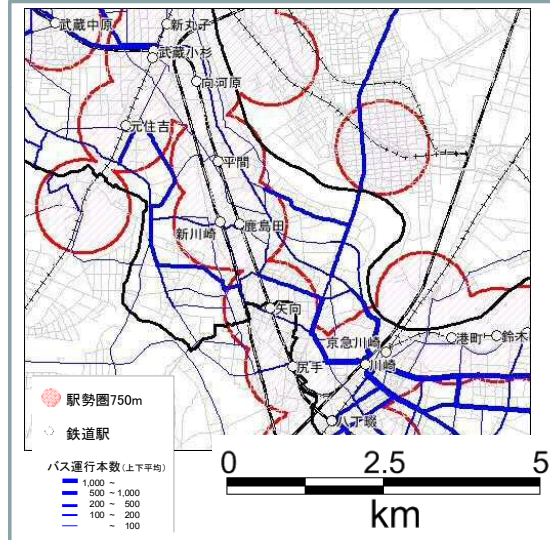 武蔵中原
新丸子
武蔵小杉
向河原
元住吉
平間
新川崎
鹿島田
矢向
京急川崎
港町
鈴木
尻手
川崎
八丁畷
駅勢圏750m
鉄道駅
バス運行本数(上下平均)
1,000 ~
500 ~ 1,000
200 ~ 500
100 ~ 200
~ 100
0 2.5 5
km